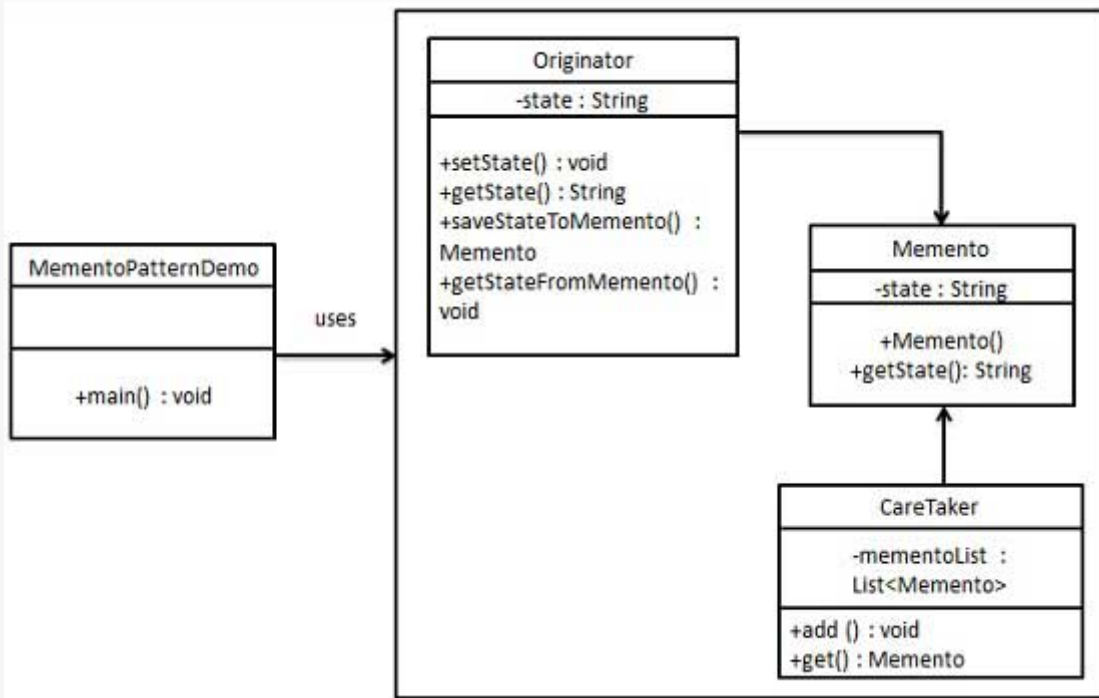 Originator
-state : String
+setState() : void
+getState() : String
+saveStateToMemento() :
Memento
+getStateFromMemento() :
void
MementoPatternDemo
+main() : void
uses
Memento
-state : String
+Memento()
+getState(): String
CareTaker
-mementoList :
List<Memento>
+add () : void
+get() : Memento